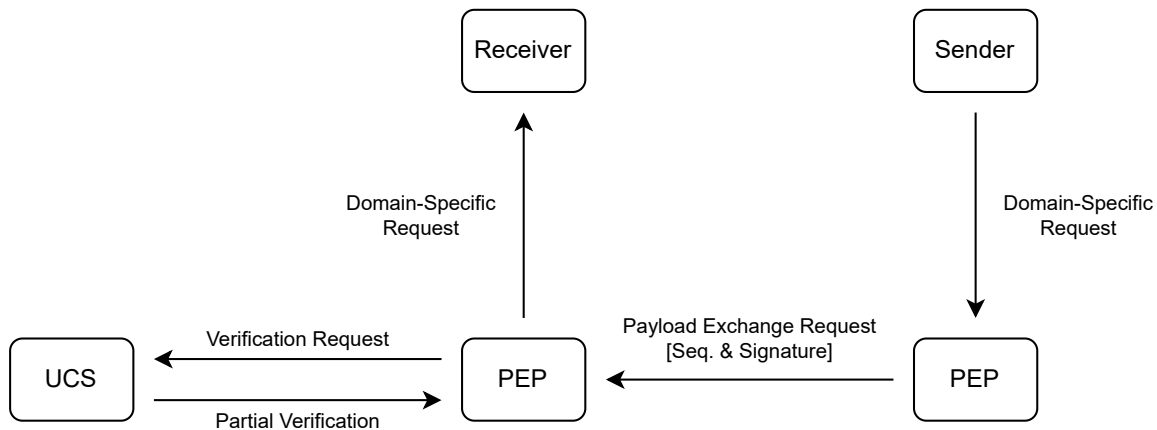 Receiver
Sender
Domain-Specific
Request
Domain-Specific
Request
Verification Request
Payload Exchange Request
[Seq. & Signature]
UCS
PEP
PEP
Partial Verification